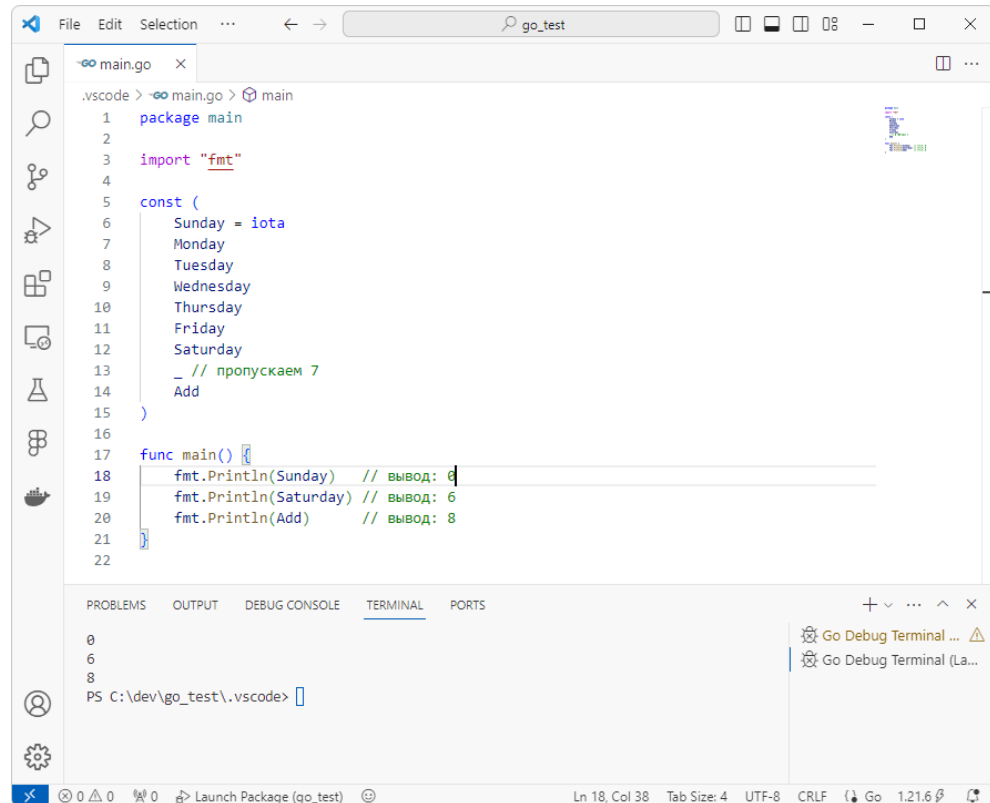 File Edit Selection ... go_test
main.go
.vscode > main.go > main
1 package main
2
3 import "fmt"
4
5 const (
6 Sunday = iota
7 Monday
8 Tuesday
9 Wednesday
10 Thursday
11 Friday
12 Saturday
13 _ // пропускаем 7
14 Add
15 )
16
17 func main() {
18 fmt.Println(Sunday) // вывод: 0
19 fmt.Println(Saturday) // вывод: 6
20 fmt.Println(Add) // вывод: 8
21 }
22
PROBLEMS OUTPUT DEBUG CONSOLE TERMINAL PORTS
0
6
8
PS C:\dev\go_test\.vscode>
Go Debug Terminal ...
Go Debug Terminal (La...
0 0 0 Launch Package (go_test) Ln 18, Col 38 Tab Size: 4 UTF-8 CRLF Go 1.21.6